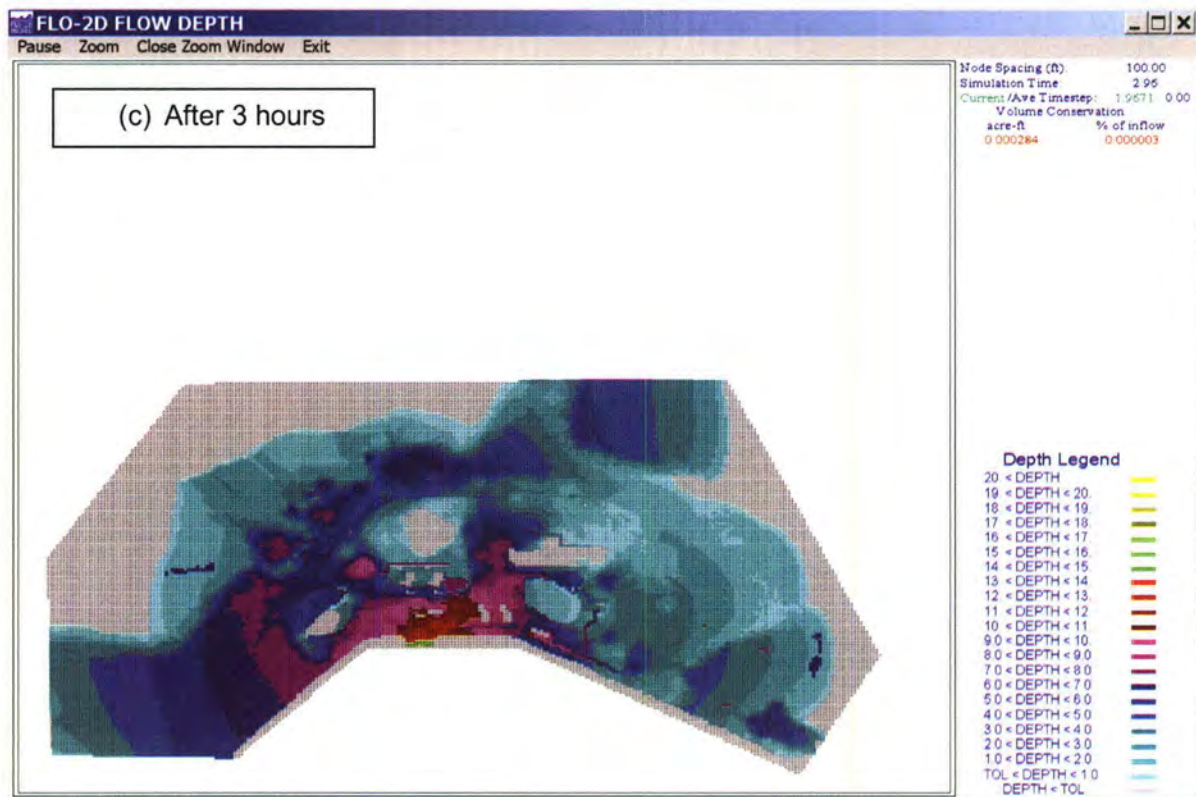 FLO-2D FLOW DEPTH
Pause Zoom Close Zoom Window Exit
(c) After 3 hours
Node Spacing (ft): 100.00
Simulation Time: 2.96
Current /Ave Timestep: 1.9671 0.00
Volume Conservation
acre-ft % of inflow
0.000284 0.000003
Depth Legend
20. < DEPTH
19. < DEPTH < 20.
18. < DEPTH < 19.
17. < DEPTH < 18.
16. < DEPTH < 17.
15. < DEPTH < 16.
14. < DEPTH < 15.
13. < DEPTH < 14
12. < DEPTH < 13.
11. < DEPTH < 12.
10. < DEPTH < 11
9.0 < DEPTH < 10.
8.0 < DEPTH < 9.0
7.0 < DEPTH < 8.0
6.0 < DEPTH < 7.0
5.0 < DEPTH < 6.0
4.0 < DEPTH < 5.0
3.0 < DEPTH < 4.0
2.0 < DEPTH < 3.0
1.0 < DEPTH < 2.0
TOL < DEPTH < 1.0
DEPTH < TOL